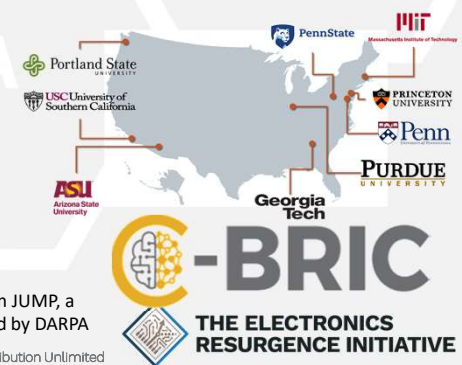 PennState
MIT
Massachusetts Institute of Technology
Portland State
UNIVERSITY
USC University of
Southern California
PRINCETON
UNIVERSITY
Penn
PURDUE
UNIVERSITY
ASU
Arizona State
University
Georgia
Tech
C-BRIC
m JUMP, a
d by DARPA
THE ELECTRONICS
RESURGENCE INITIATIVE
ibution Unlimited